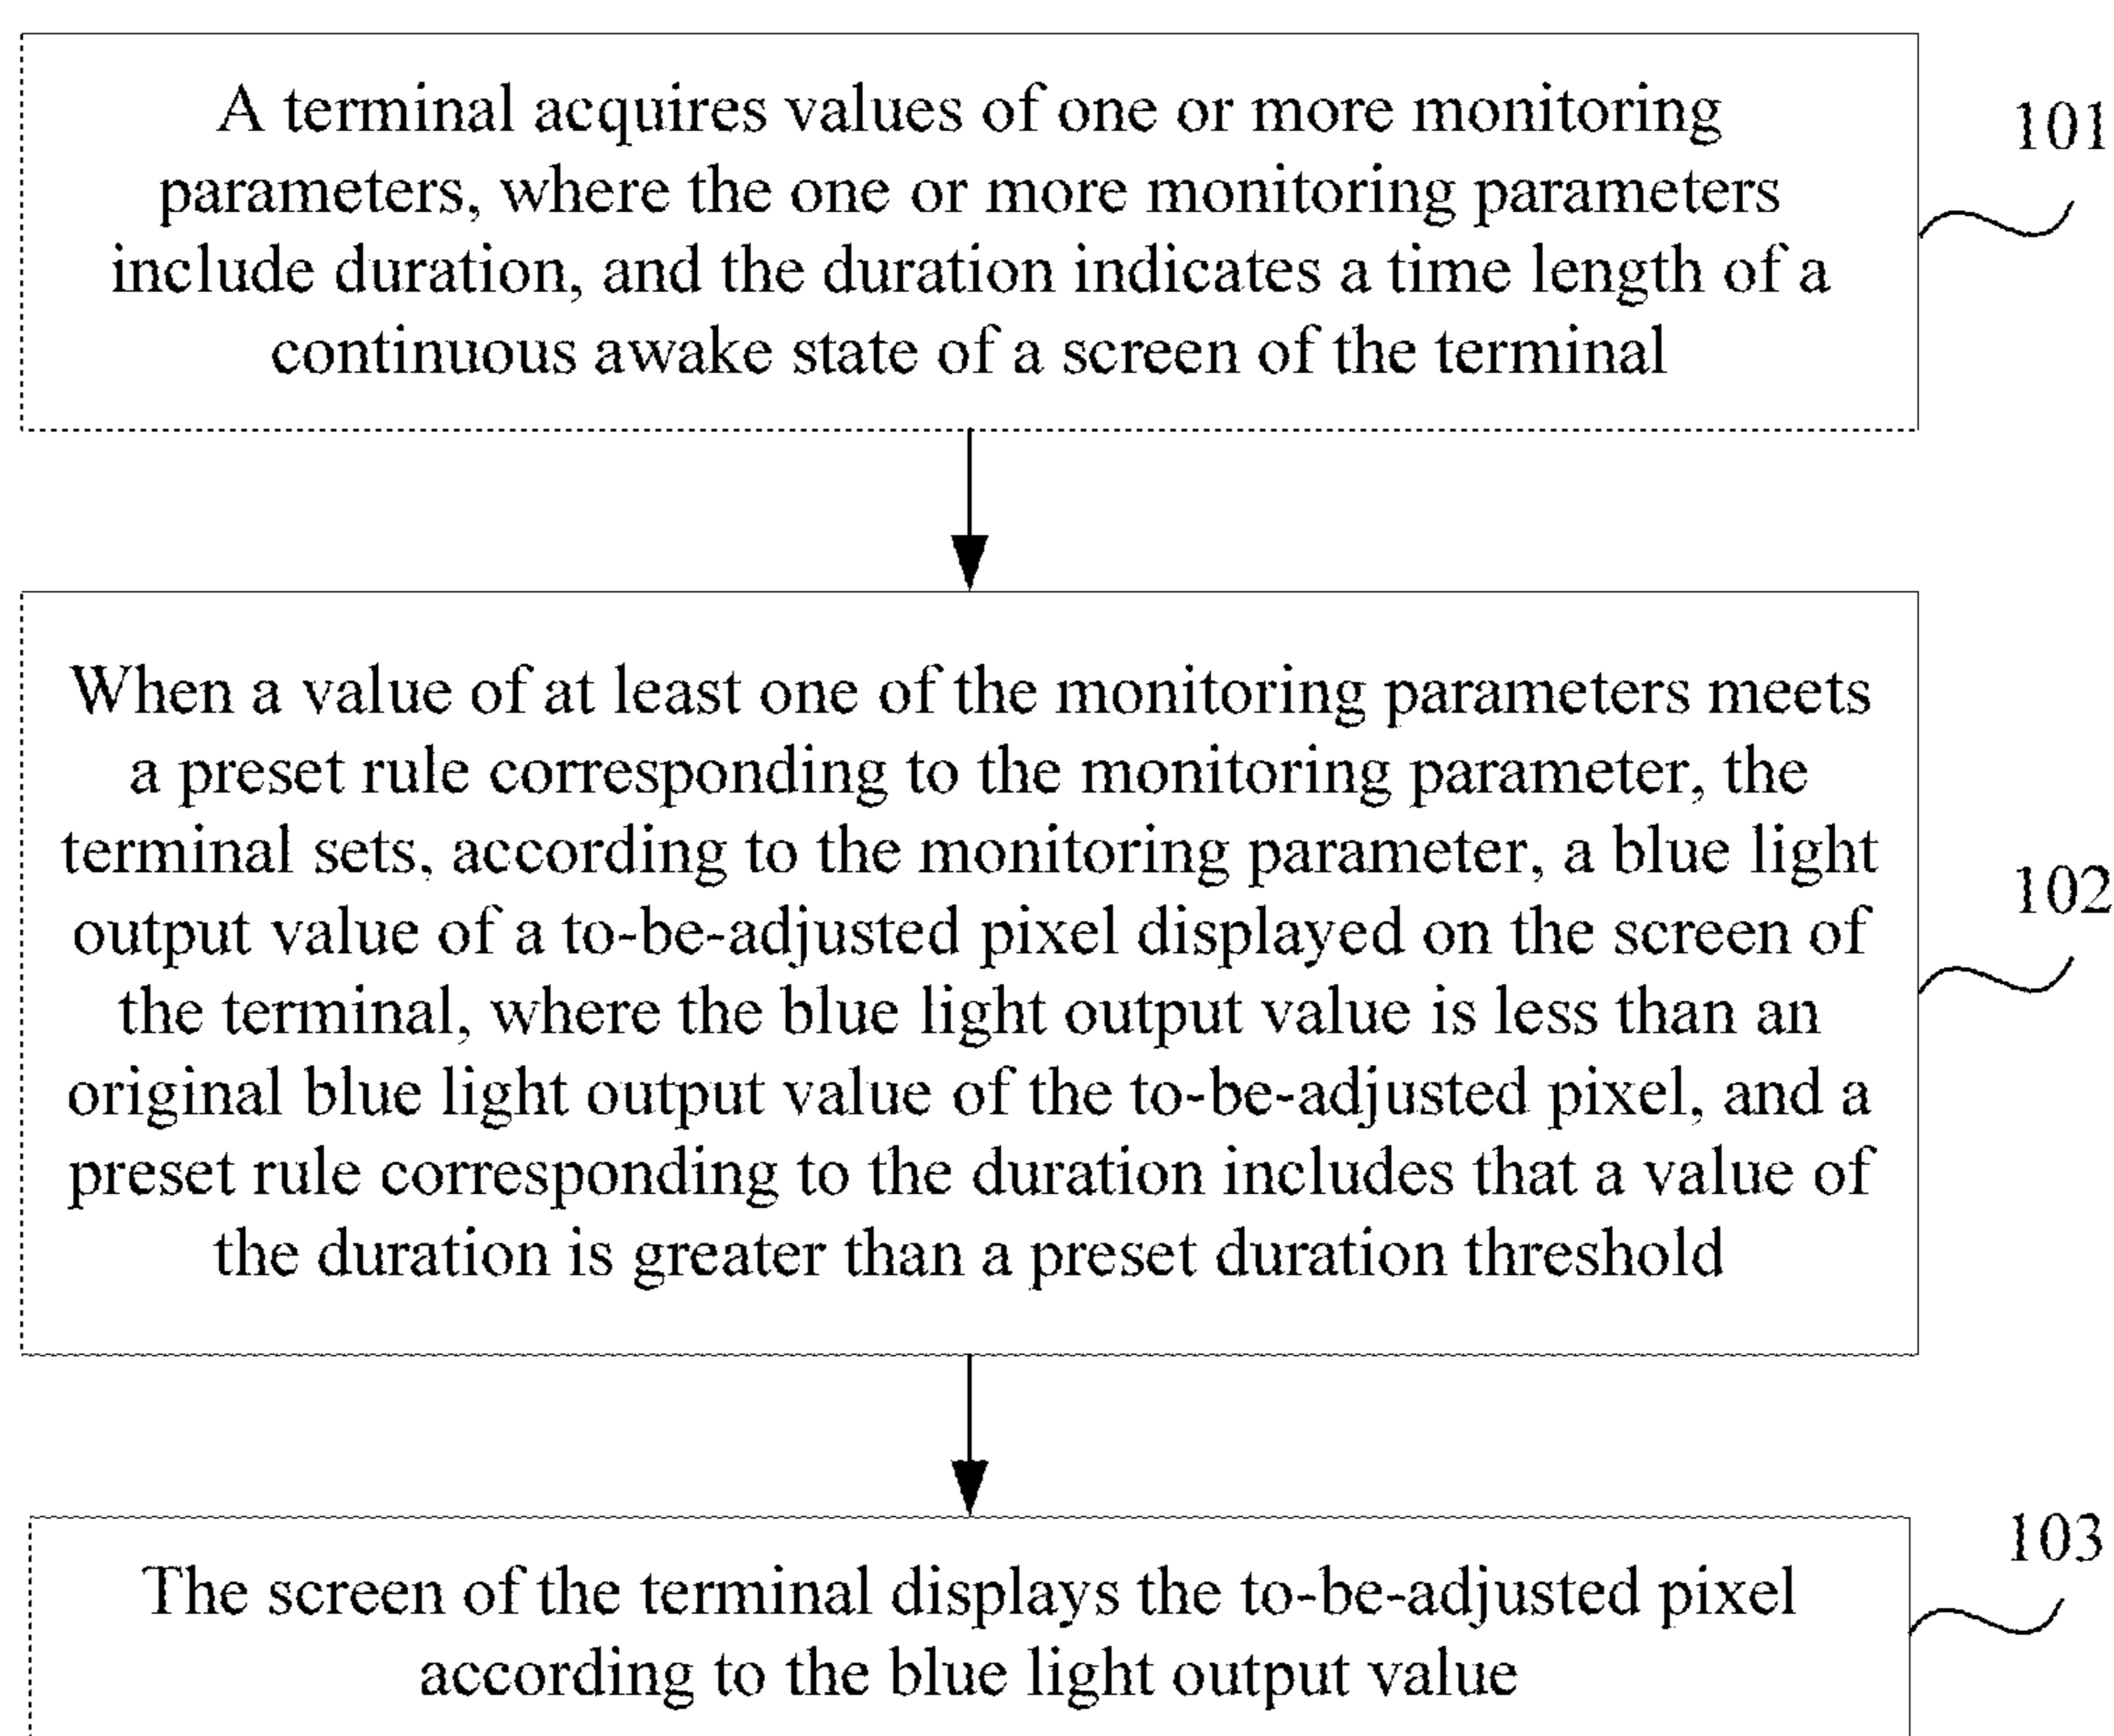 A terminal acquires values of one or more monitoring
parameters, where the one or more monitoring parameters
include duration, and the duration indicates a time length of a
continuous awake state of a screen of the terminal
101
When a value of at least one of the monitoring parameters meets
a preset rule corresponding to the monitoring parameter, the
terminal sets, according to the monitoring parameter, a blue light
output value of a to-be-adjusted pixel displayed on the screen of
the terminal, where the blue light output value is less than an
original blue light output value of the to-be-adjusted pixel, and a
preset rule corresponding to the duration includes that a value of
the duration is greater than a preset duration threshold
102
The screen of the terminal displays the to-be-adjusted pixel
according to the blue light output value
103